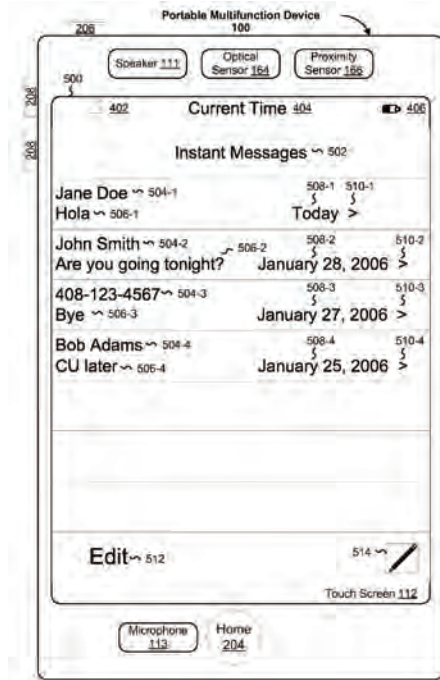 Portable Multifunction Device
206 100
Speaker 111 Optical Sensor 164 Proximity Sensor 166
500
208
402 Current Time 404 406
208
Instant Messages 502
508-1 510-1
Jane Doe 504-1
Hola 506-1 Today >
John Smith 504-2 506-2 508-2 510-2
Are you going tonight? January 28, 2006 >
408-123-4567 504-3 508-3 510-3
Bye 506-3 January 27, 2006 >
Bob Adams 504-4 508-4 510-4
CU later 506-4 January 25, 2006 >
Edit 512 514
Touch Screen 112
Microphone 113 Home 204